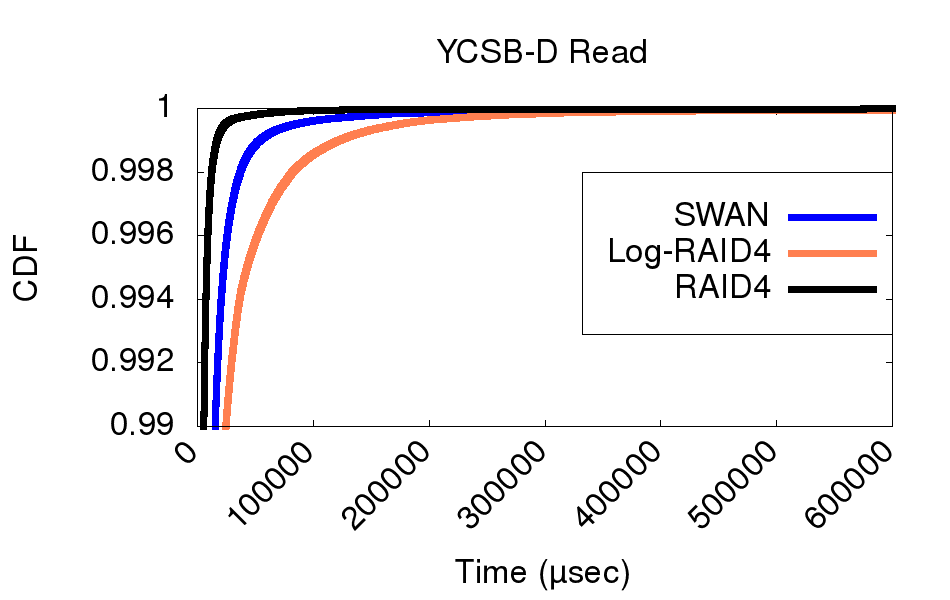 YCSB-D Read
1
0.998
0.996
0.994
0.992
0.99
CDF
SWAN
Log-RAID4
RAID4
0
100000
200000
300000
400000
500000
600000
Time (µsec)